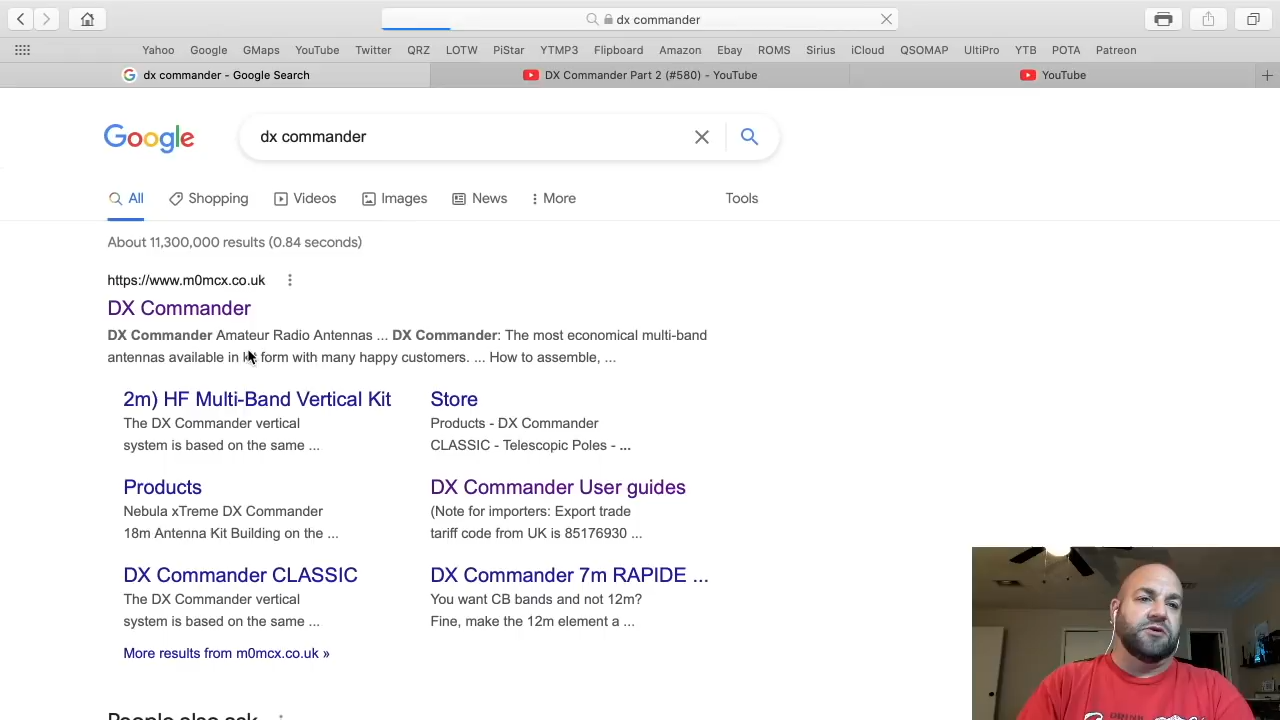 dx commander
Yahoo Google GMaps YouTube Twitter QRZ LOTW PiStar YTMP3 Flipboard Amazon Ebay ROMS Sirius iCloud QSOMAP UltiPro YTB POTA Patreon
dx commander - Google Search
DX Commander Part 2 (#580) - YouTube
YouTube
Google
dx commander
All Shopping Videos Images News More Tools
About 11,300,000 results (0.84 seconds)
https://www.m0mcx.co.uk
DX Commander
DX Commander Amateur Radio Antennas ... DX Commander: The most economical multi-band
antennas available in kit form with many happy customers. ... How to assemble, ...
2m) HF Multi-Band Vertical Kit
The DX Commander vertical
system is based on the same ...
Store
Products - DX Commander
CLASSIC - Telescopic Poles - ...
Products
Nebula xTreme DX Commander
18m Antenna Kit Building on the ...
DX Commander User guides
(Note for importers: Export trade
tariff code from UK is 85176930 ...
DX Commander CLASSIC
The DX Commander vertical
system is based on the same ...
DX Commander 7m RAPIDE ...
You want CB bands and not 12m?
Fine, make the 12m element a ...
More results from m0mcx.co.uk »
People also ask
DRINK